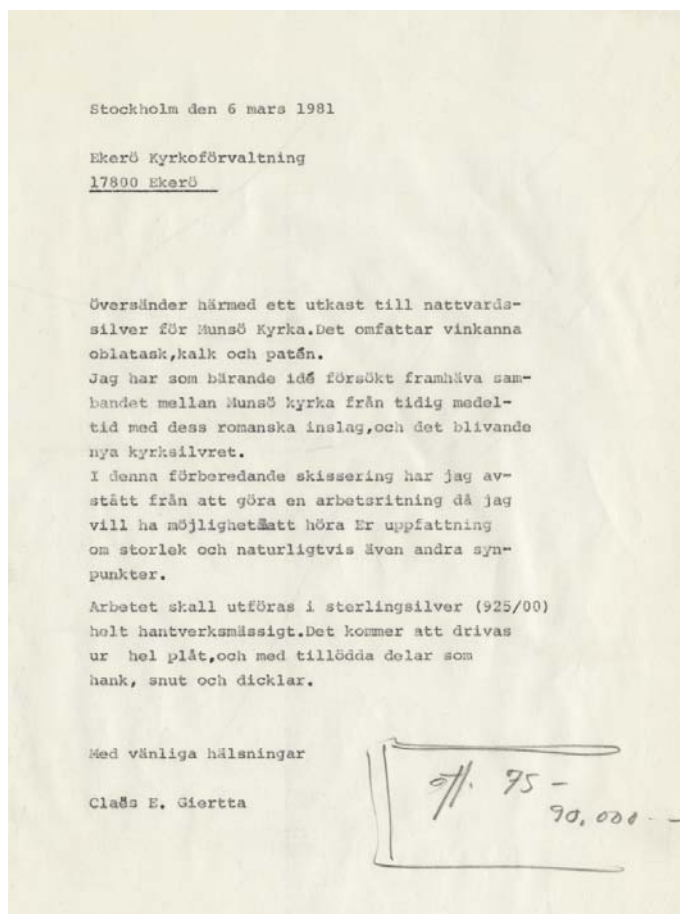 Stockholm den 6 mars 1981
Ekerö Kyrkoförvaltning
17800 Ekerö
Översänder härmed ett utkast till nattvards-
silver för Munsö Kyrka.Det omfattar vinkanna
oblatask,kalk och patén.
Jag har som bärande idé försökt framhäva sam-
bandet mellan Munsö kyrka från tidig medel-
tid med dess romanska inslag,och det blivande
nya kyrksilvret.
I denna förberedande skissering har jag av-
stått från att göra en arbetsritning då jag
vill ha möjlighet att höra Er uppfattning
om storlek och naturligtvis även andra syn-
punkter.
Arbetet skall utföras i sterlingsilver (925/00)
helt hantverksmässigt.Det kommer att drivas
ur hel plåt,och med tillödda delar som
hank, snut och dicklar.
Med vänliga hälsningar
Claës E. Giertta
off. 75 -
90.000.-